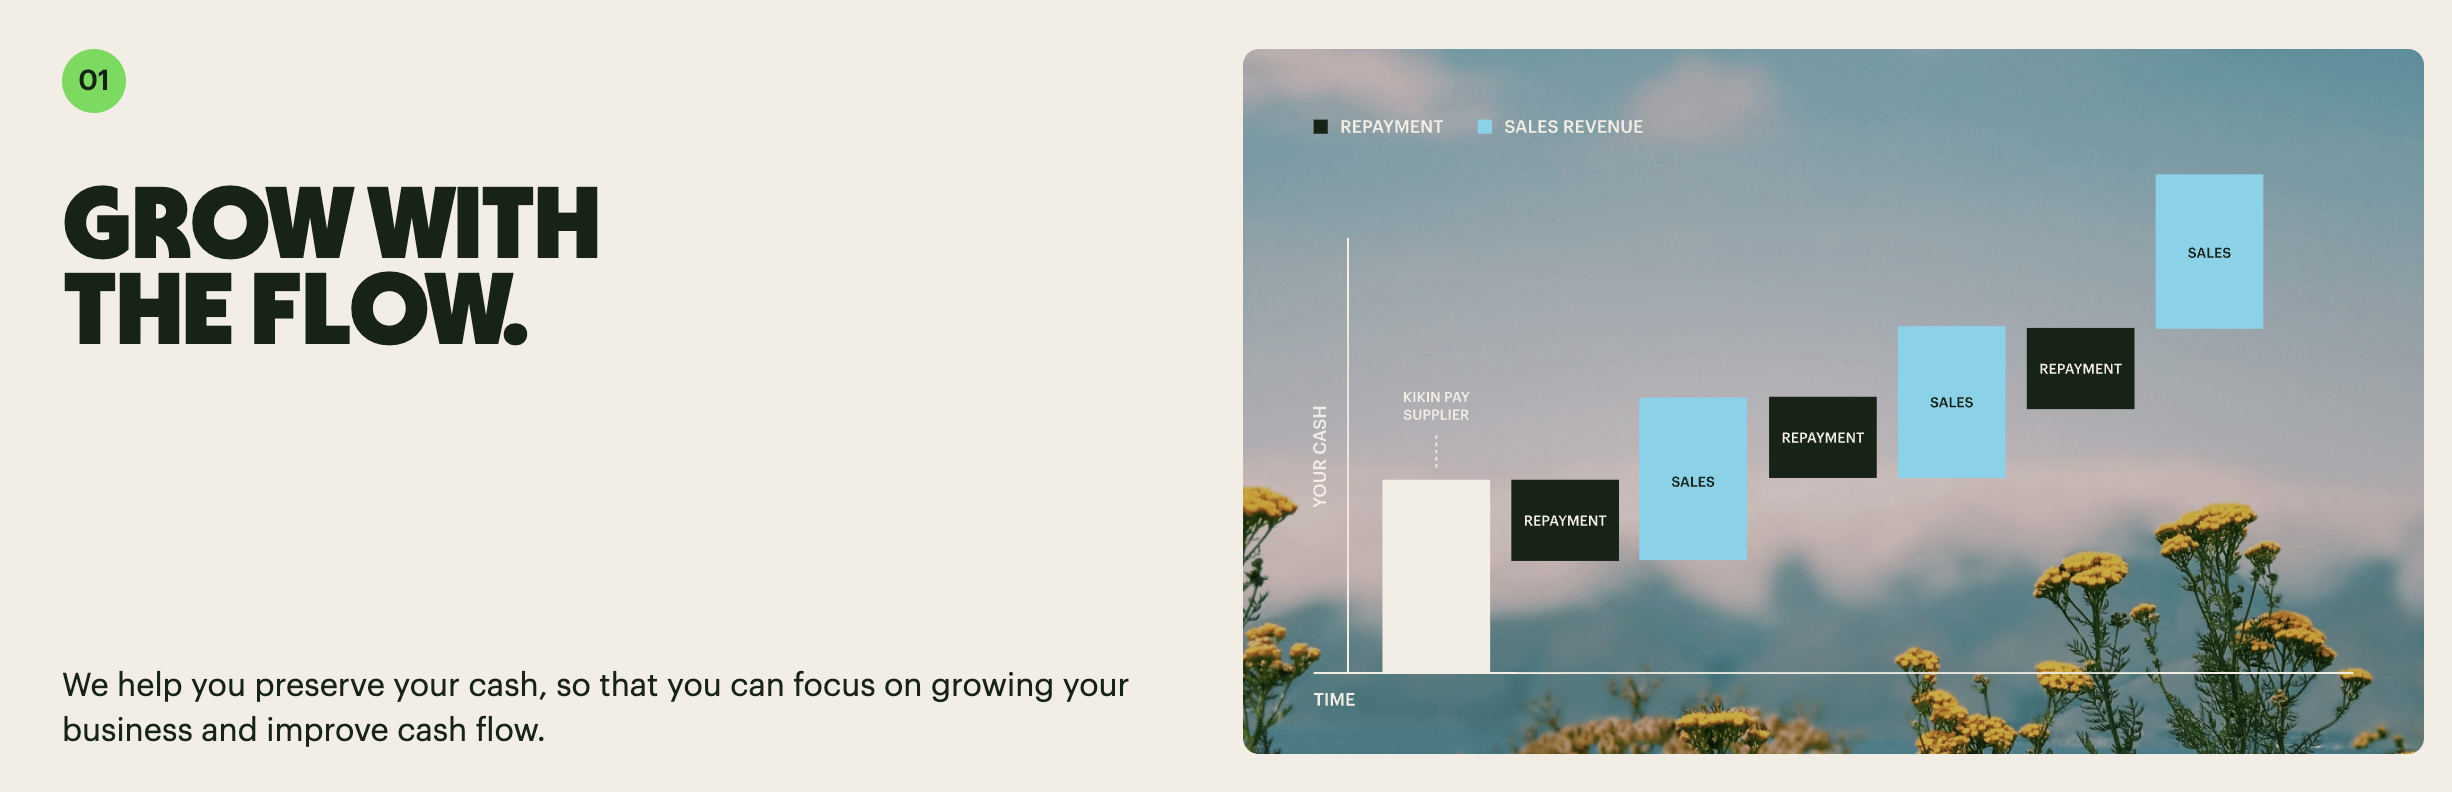 01
GROW WITH
THE FLOW.
We help you preserve your cash, so that you can focus on growing your
business and improve cash flow.
REPAYMENT
SALES REVENUE
YOUR CASH
KIKIN PAY
SUPPLIER
REPAYMENT
SALES
REPAYMENT
SALES
REPAYMENT
SALES
TIME